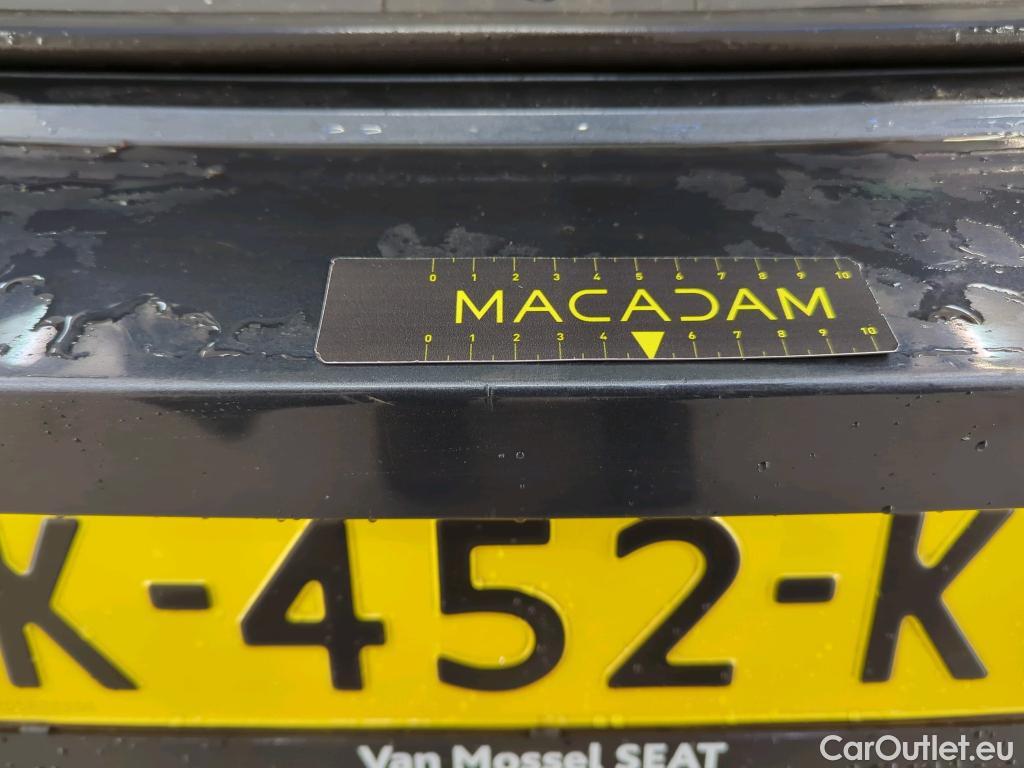 0 1 2 3 4 5 6 7 8 9 10
MACADAM
0 1 2 3 4 6 7 8 9 10
K-452-K
Van Mossel SEAT
CarOutlet.eu